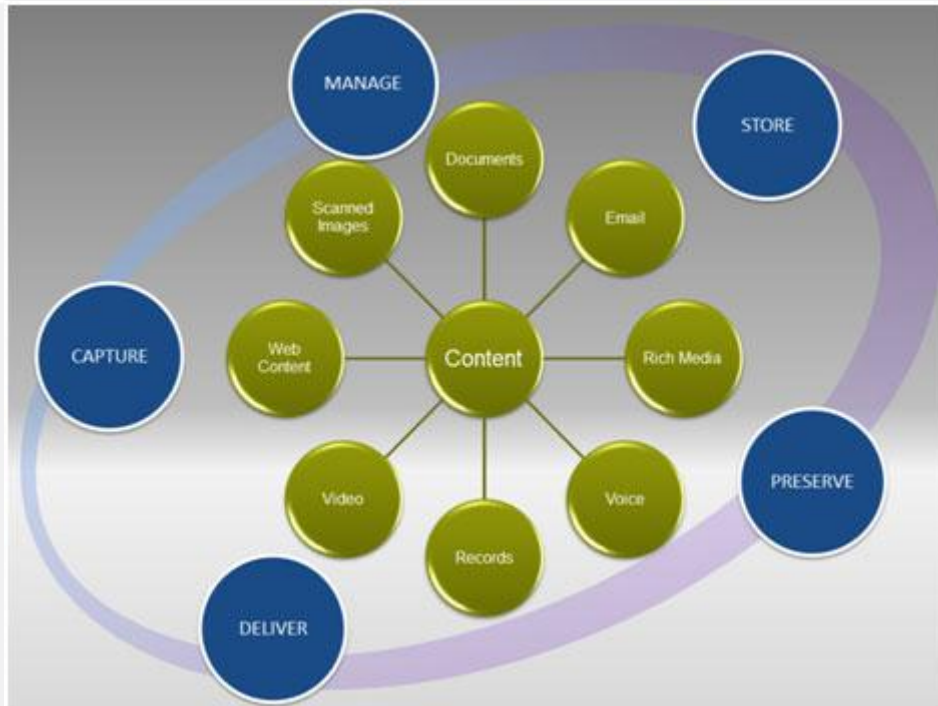 MANAGE
STORE
Documents
Scanned
Images
Email
CAPTURE
Web
Content
Content
Rich Media
PRESERVE
Video
Voice
Records
DELIVER